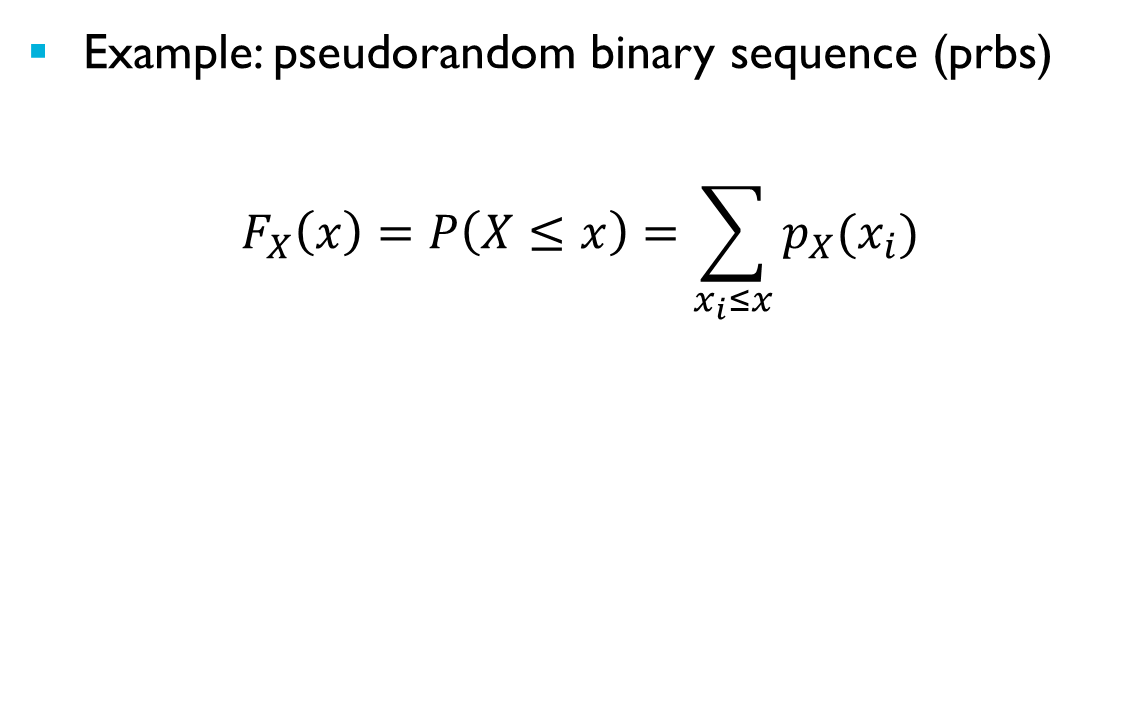 ▪ Example: pseudorandom binary sequence (prbs)
𝐹_𝑋(𝑥) = 𝑃(𝑋 ≤ 𝑥) = ∑_{𝑥_𝑖≤𝑥} 𝑝_𝑋(𝑥_𝑖)